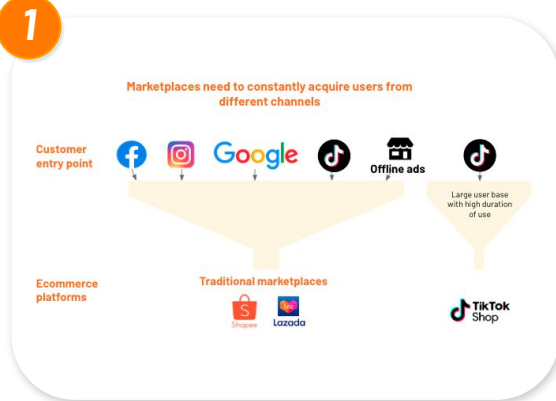 1
Marketplaces need to constantly acquire users from
different channels
Customer
entry point
Google
Offline ads
Large user base
with high duration
of use
Ecommerce
platforms
Traditional marketplaces
S
Shopee
Laz
Lazada
TikTok
Shop